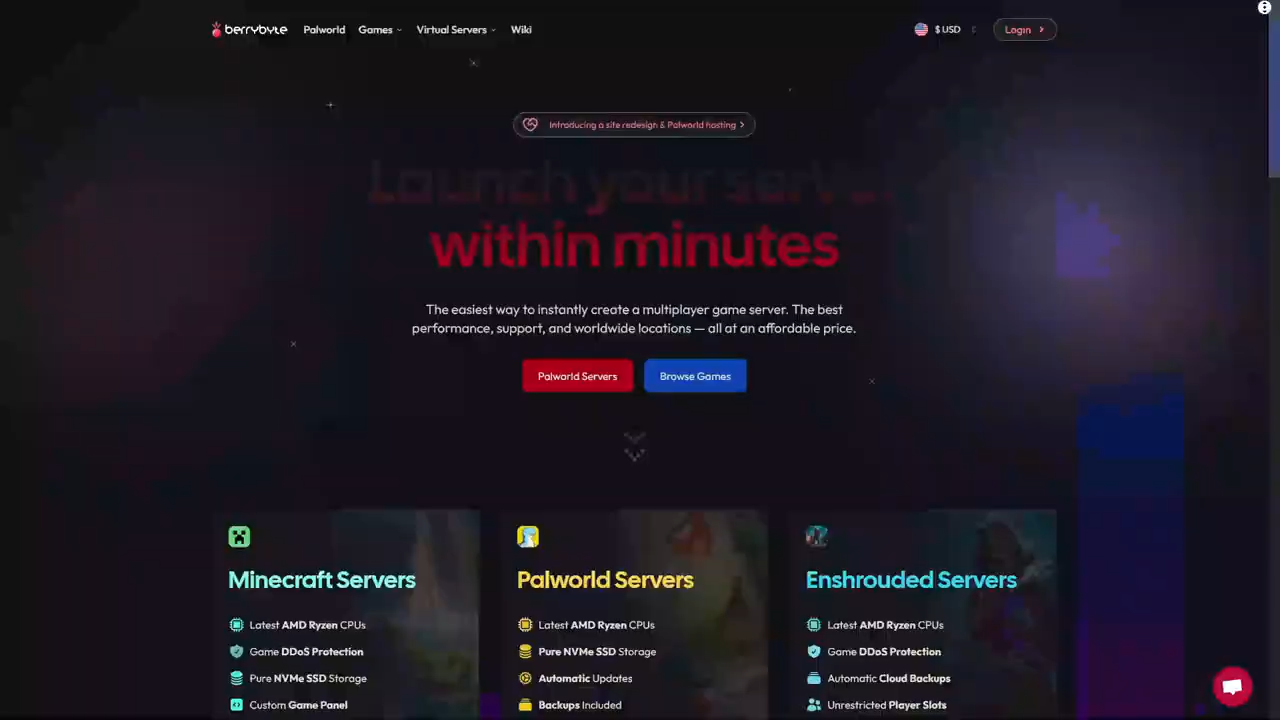 berrybyte Palworld Games Virtual Servers Wiki $ USD Login
Introducing a site redesign & Palworld hosting
Launch your server
within minutes
The easiest way to instantly create a multiplayer game server. The best
performance, support, and worldwide locations — all at an affordable price.
Palworld Servers Browse Games
Minecraft Servers
Latest AMD Ryzen CPUs
Game DDoS Protection
Pure NVMe SSD Storage
Custom Game Panel
Palworld Servers
Latest AMD Ryzen CPUs
Pure NVMe SSD Storage
Automatic Updates
Backups Included
Enshrouded Servers
Latest AMD Ryzen CPUs
Game DDoS Protection
Automatic Cloud Backups
Unrestricted Player Slots